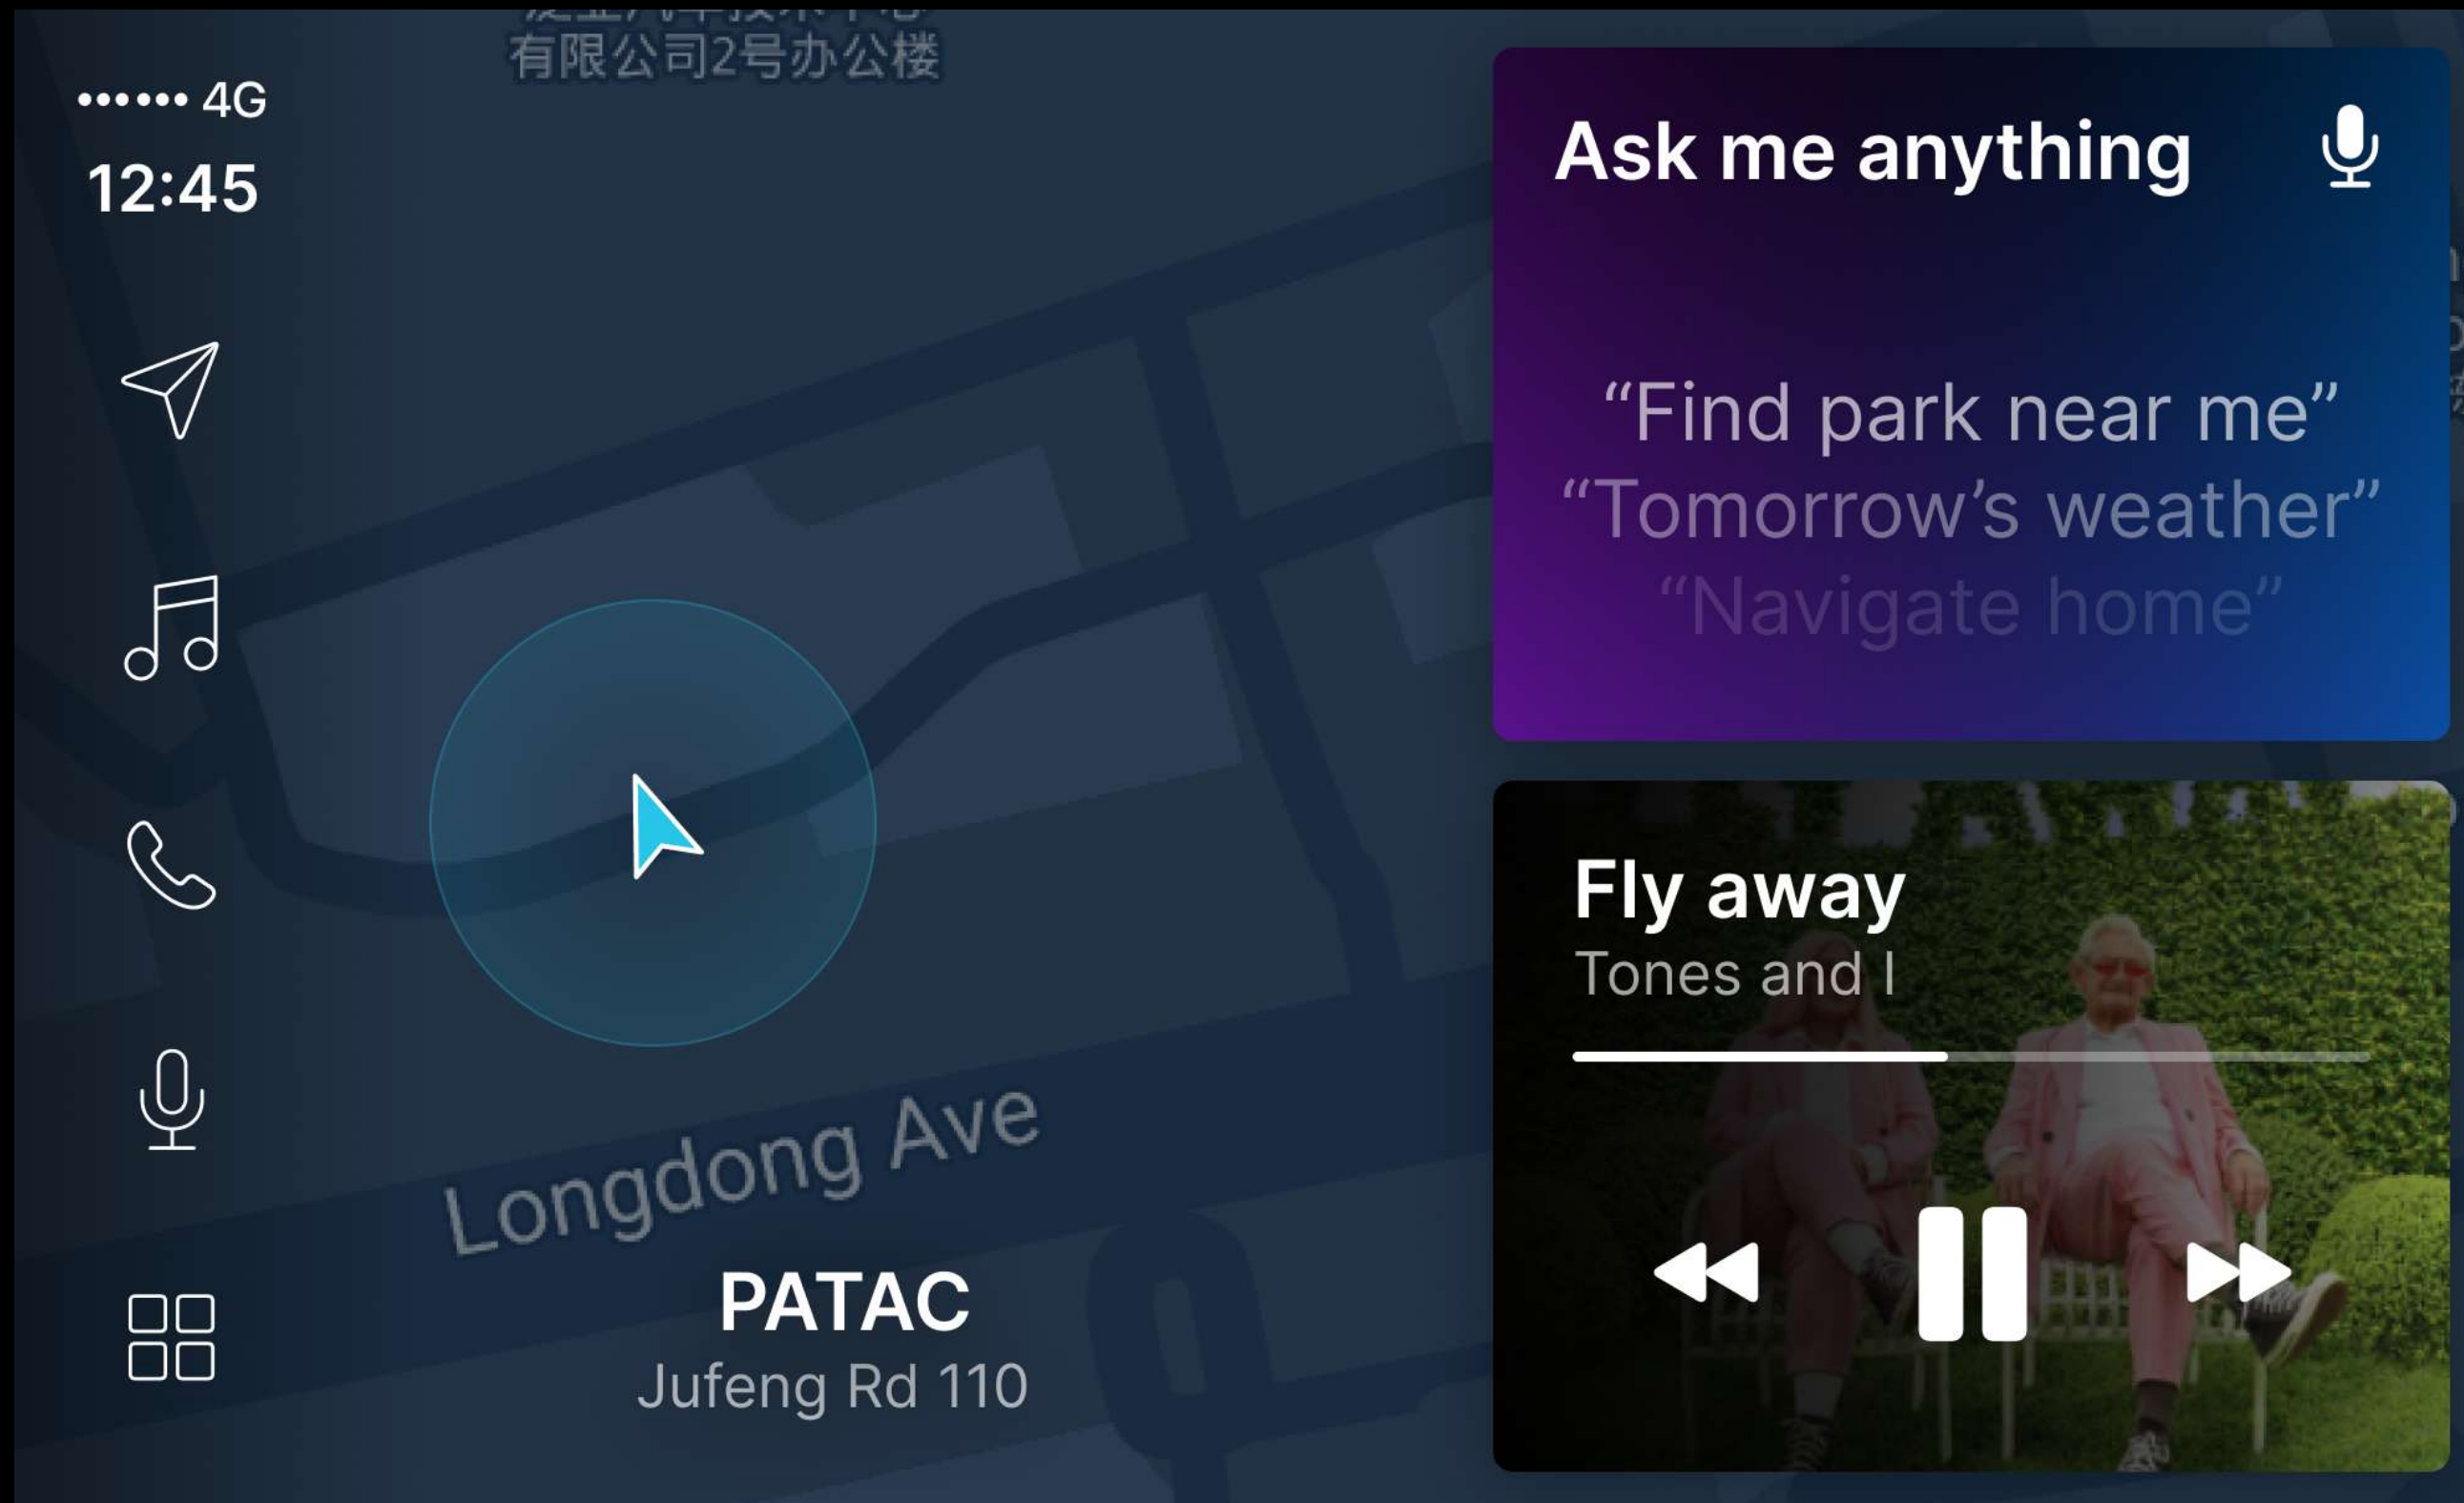 有限公司2号办公楼
4G
12:45
Longdong Ave
PATAC
Jufeng Rd 110
Ask me anything
“Find park near me”
“Tomorrow’s weather”
“Navigate home”
Fly away
Tones and I